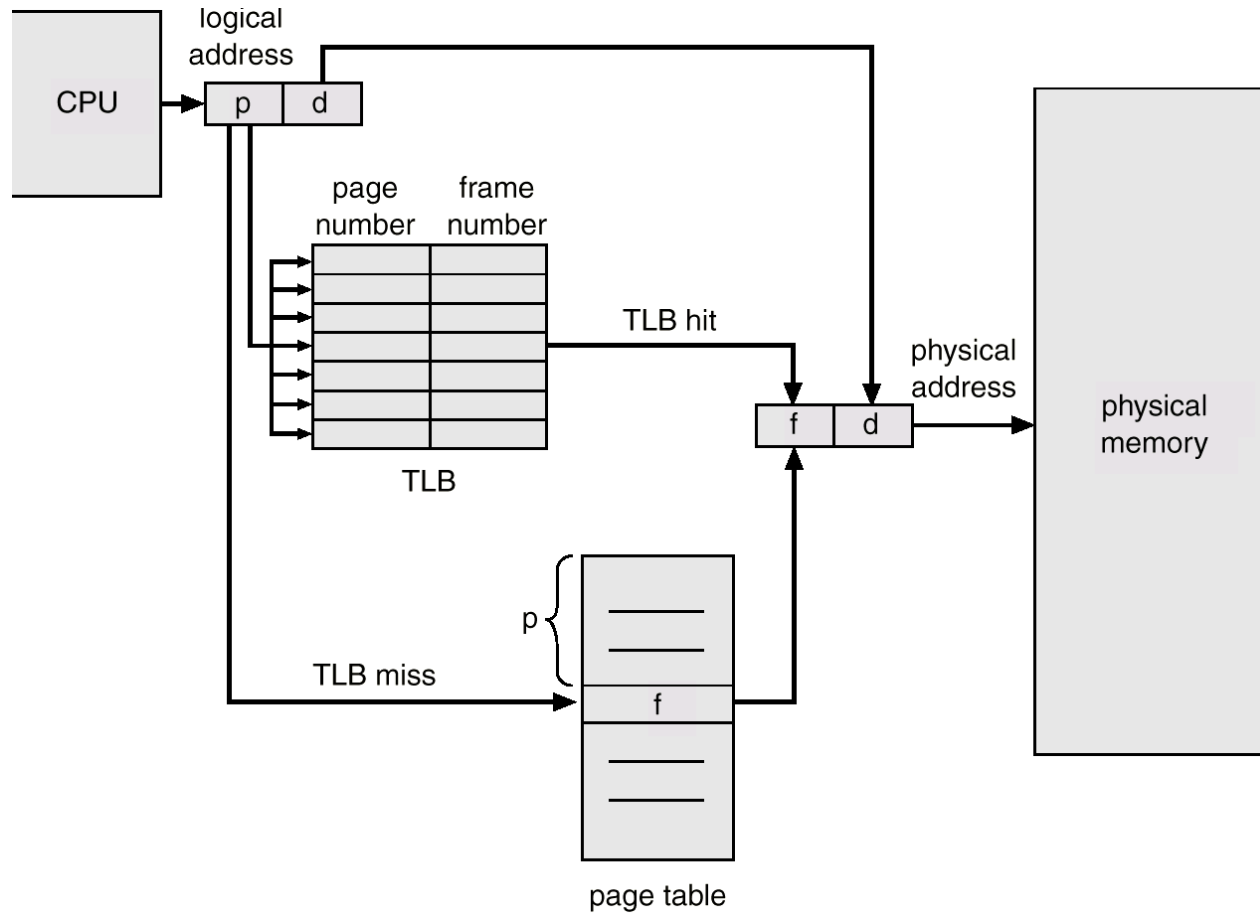 logical
address
CPU
p
d
page
number
frame
number
TLB hit
physical
address
f
d
physical
memory
TLB
p
TLB miss
f
page table